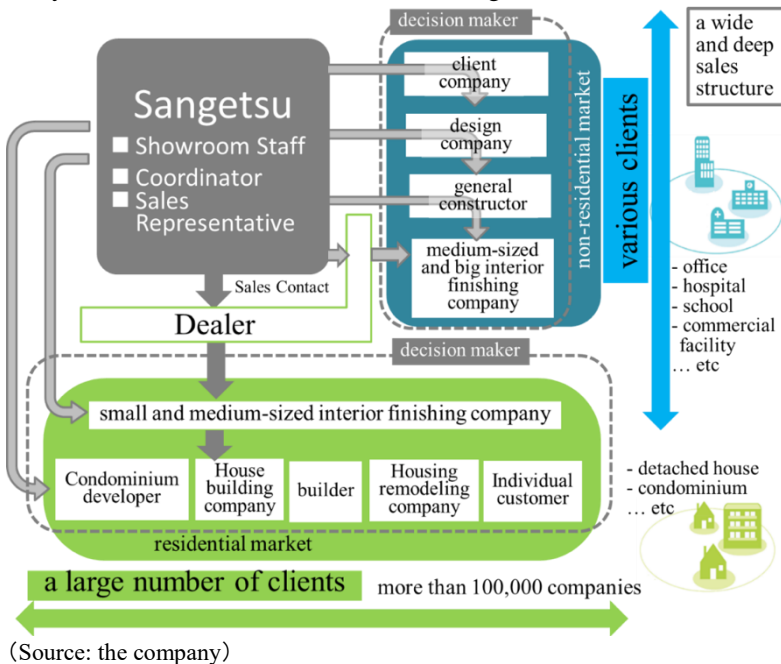 decision maker
a wide
and deep
sales
structure
Sangetsu
Showroom Staff
Coordinator
Sales
Representative
client
company
design
company
general
constructor
medium-sized
and big interior
finishing
company
non-residential market
various clients
- office
- hospital
- school
- commercial
facility
… etc
Sales Contact
Dealer
decision maker
small and medium-sized interior finishing company
Condominium
developer
House
building
company
builder
Housing
remodeling
company
Individual
customer
residential market
- detached house
- condominium
… etc
a large number of clients
more than 100,000 companies
(Source: the company)